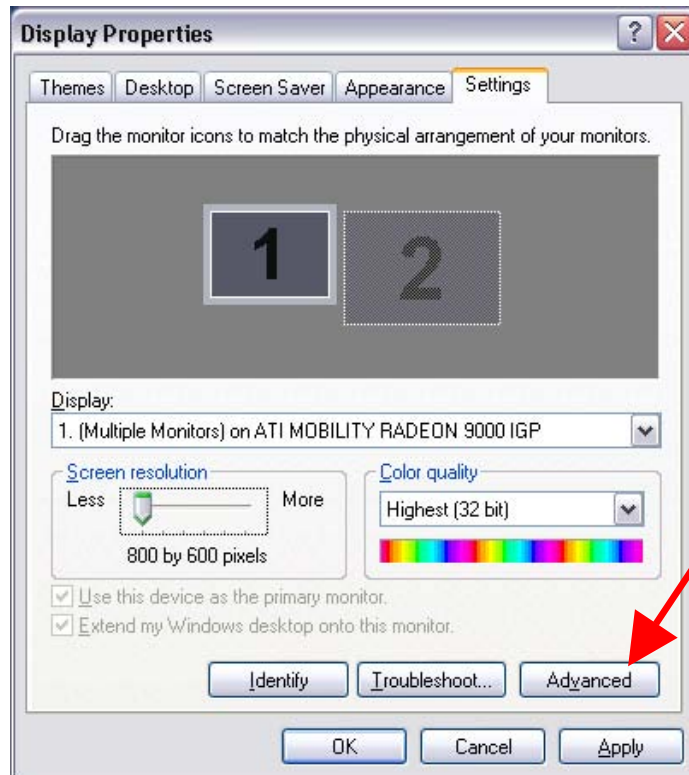 Display Properties
?
Themes Desktop Screen Saver Appearance Settings
Drag the monitor icons to match the physical arrangement of your monitors.
1 2
Display:
1. (Multiple Monitors) on ATI MOBILITY RADEON 9000 IGP
Screen resolution Color quality
Less More Highest (32 bit)
800 by 600 pixels
Use this device as the primary monitor.
Extend my Windows desktop onto this monitor.
Identify Troubleshoot... Advanced
OK Cancel Apply